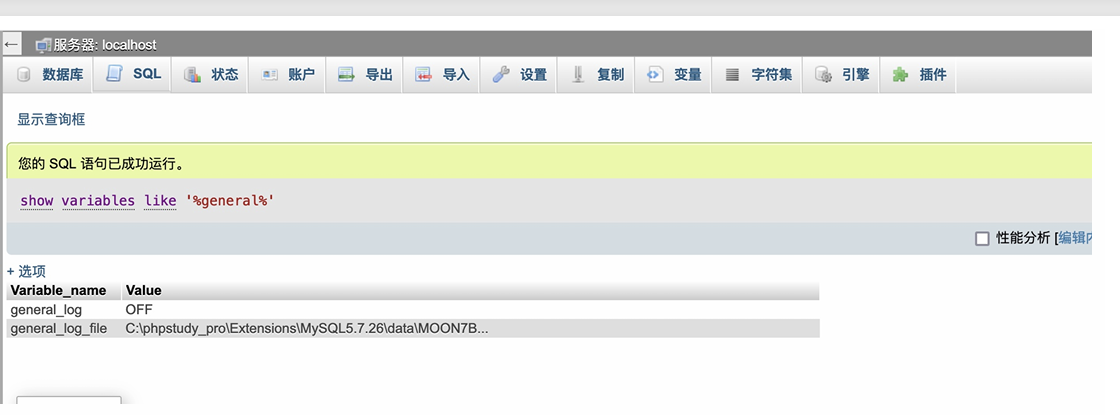 ← 服务器: localhost
数据库 SQL 状态 账户 导出 导入 设置 复制 变量 字符集 引擎 插件
显示查询框
您的 SQL 语句已成功运行。
show variables like '%general%'
性能分析 [编辑
+ 选项
Variable_name Value
general_log OFF
general_log_file C:\phpstudy_pro\Extensions\MySQL5.7.26\data\MOON7B...